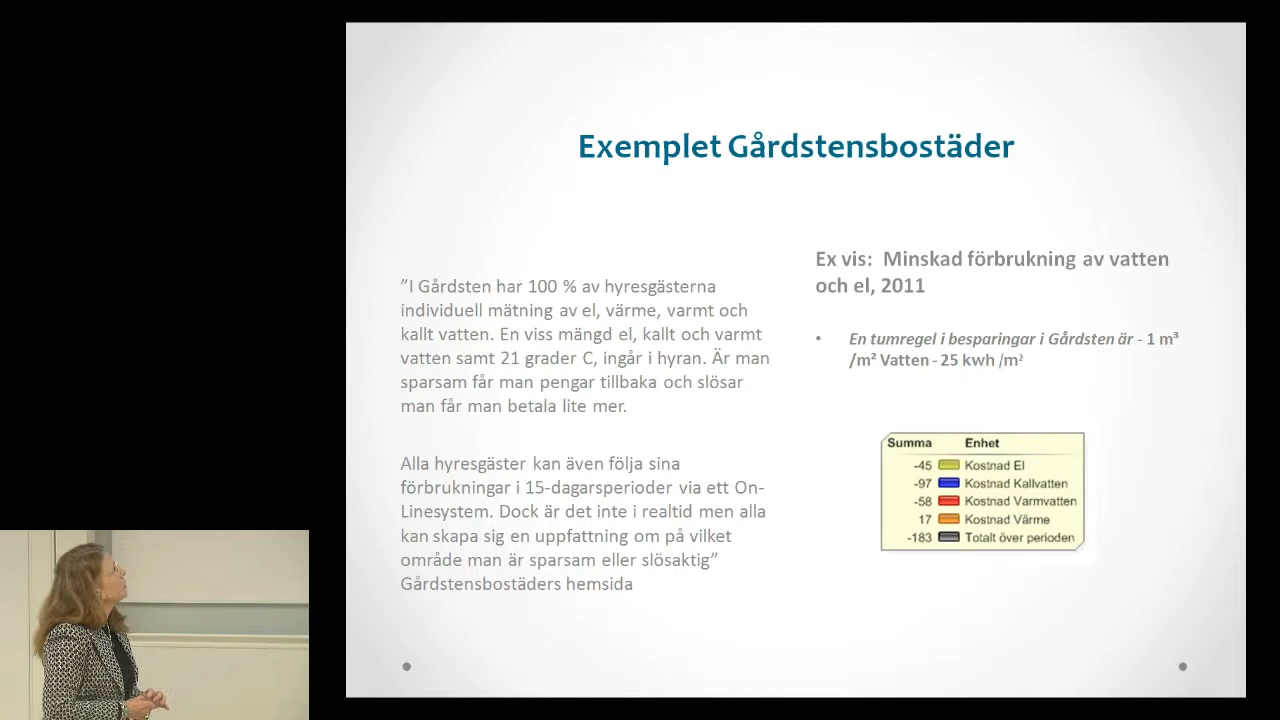 Exemplet Gårdstensbostäder
”I Gårdsten har 100 % av hyresgästerna
individuell mätning av el, värme, varmt och
kallt vatten. En viss mängd el, kallt och varmt
vatten samt 21 grader C, ingår i hyran. Är man
sparsam får man pengar tillbaka och slösar
man får man betala lite mer.
Alla hyresgäster kan även följa sina
förbrukningar i 15-dagarsperioder via ett On-
Linesystem. Dock är det inte i realtid men alla
kan skapa sig en uppfattning om på vilket
område man är sparsam eller slösaktig”
Gårdstensbostäders hemsida
Ex vis: Minskad förbrukning av vatten
och el, 2011
• En tumregel i besparingar i Gårdsten är - 1 m³
/m² Vatten - 25 kwh /m²
Summa Enhet
-45 Kostnad El
-97 Kostnad Kallvatten
-58 Kostnad Varmvatten
17 Kostnad Värme
-183 Totalt över perioden